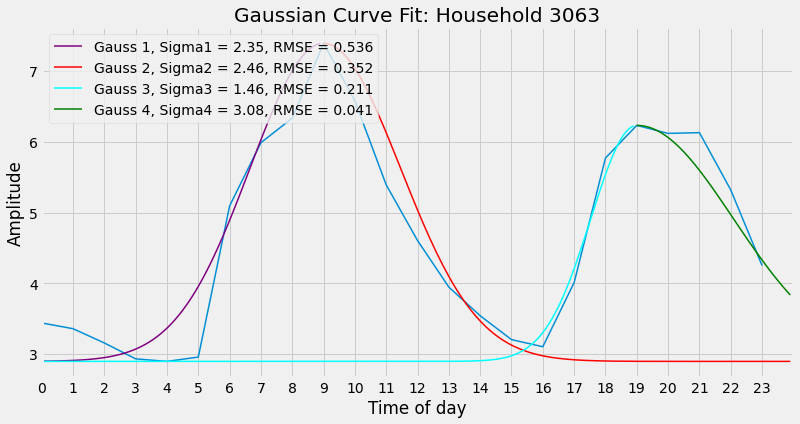 Gaussian Curve Fit: Household 3063
Gauss 1, Sigma1 = 2.35, RMSE = 0.536
Gauss 2, Sigma2 = 2.46, RMSE = 0.352
Gauss 3, Sigma3 = 1.46, RMSE = 0.211
Gauss 4, Sigma4 = 3.08, RMSE = 0.041
Amplitude
7
6
5
4
3
0 1 2 3 4 5 6 7 8 9 10 11 12 13 14 15 16 17 18 19 20 21 22 23
Time of day